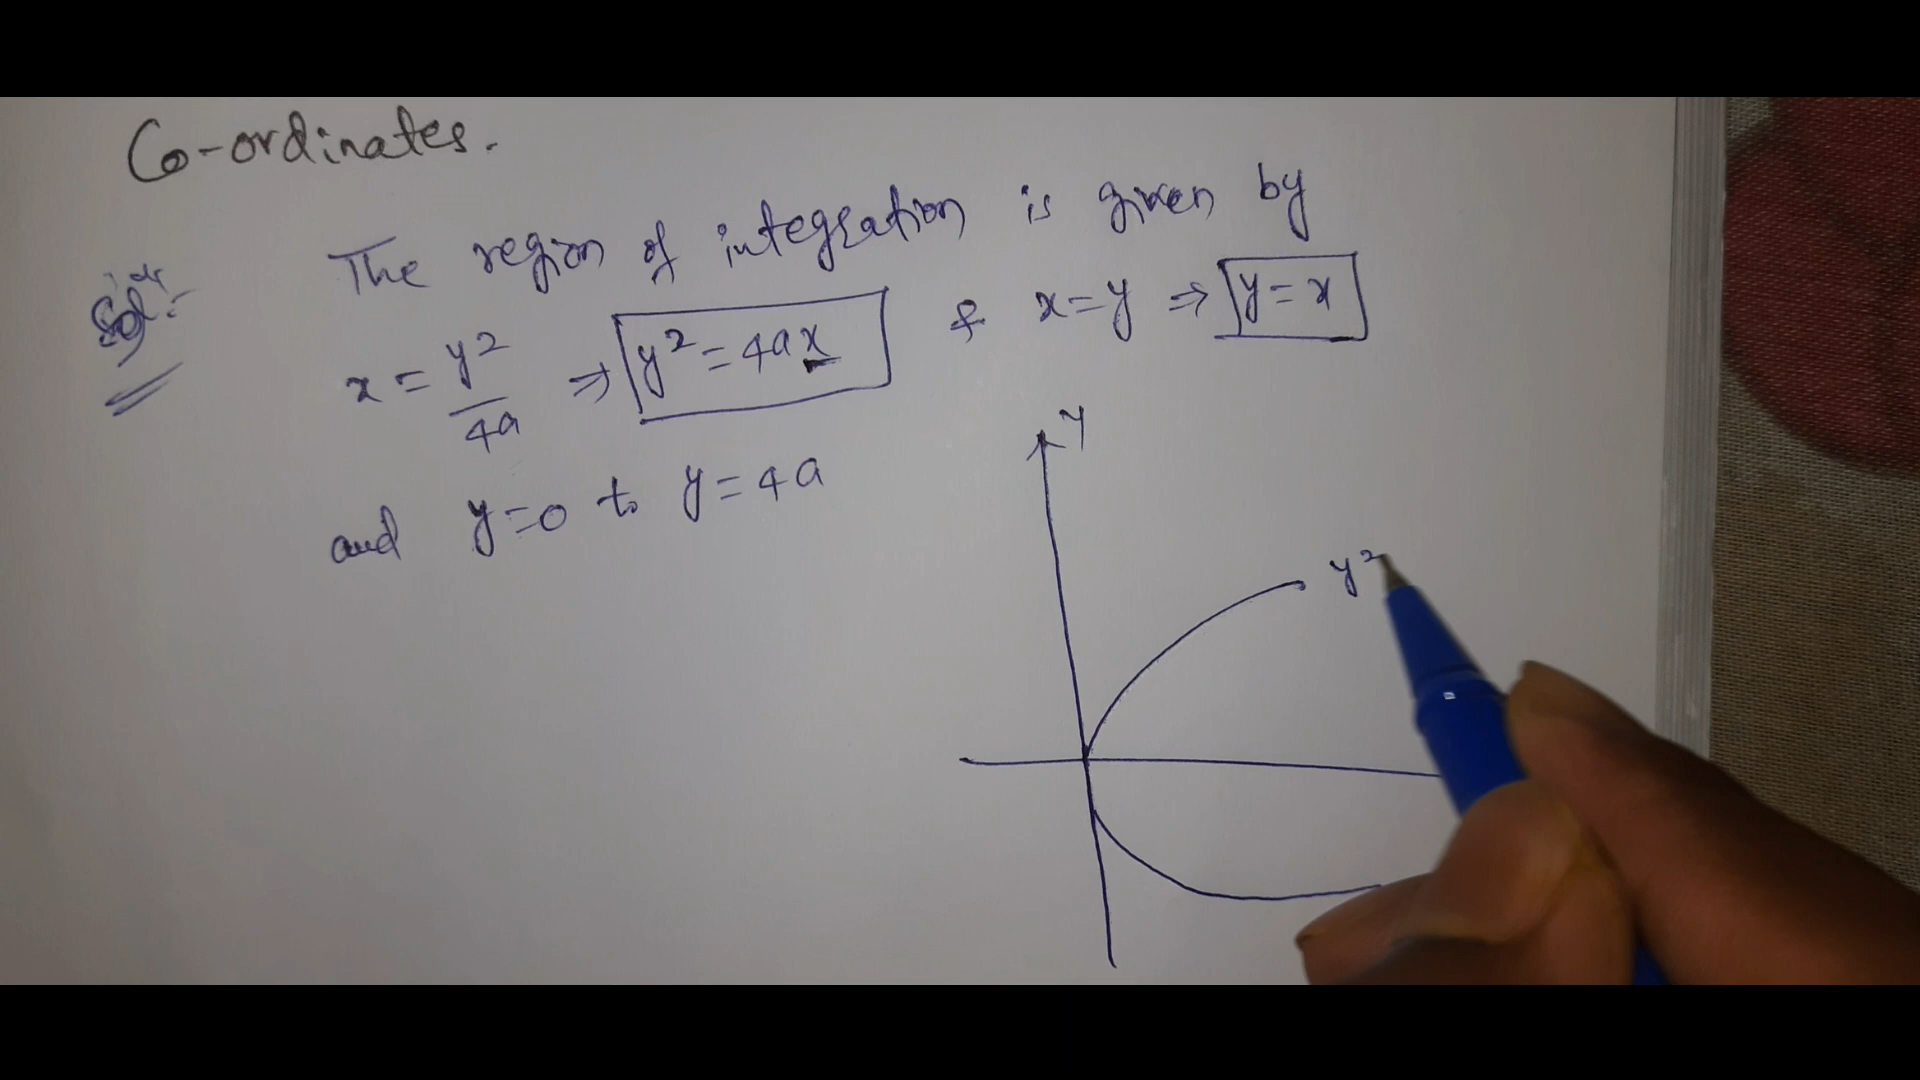 Co-ordinates.
Sol:- The region of integration is given by
x = y²/4a ⇒ y² = 4ax & x = y ⇒ y = x
and y = 0 to y = 4a
y
y²